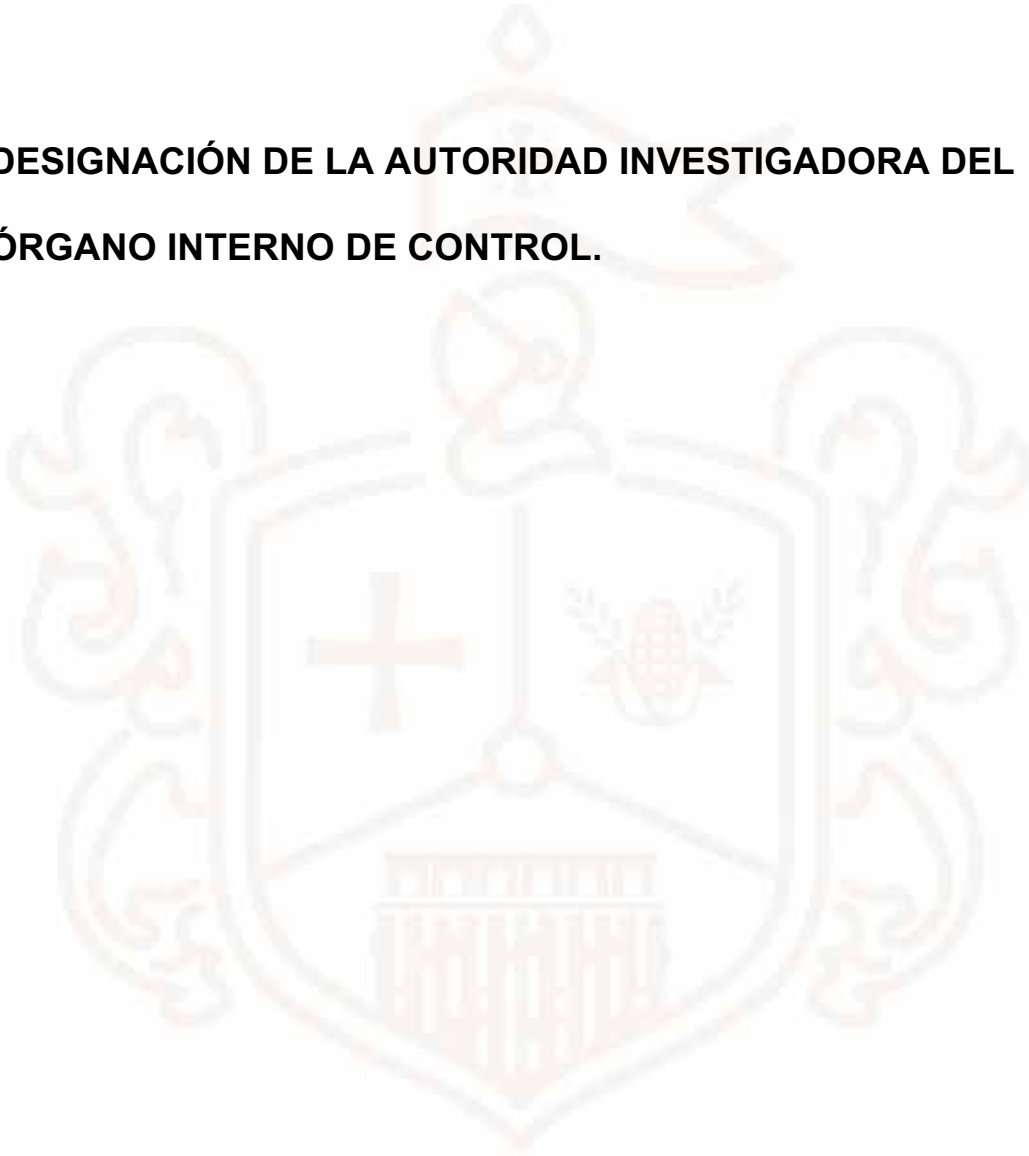 DESIGNACIÓN DE LA AUTORIDAD INVESTIGADORA DEL
ÓRGANO INTERNO DE CONTROL.